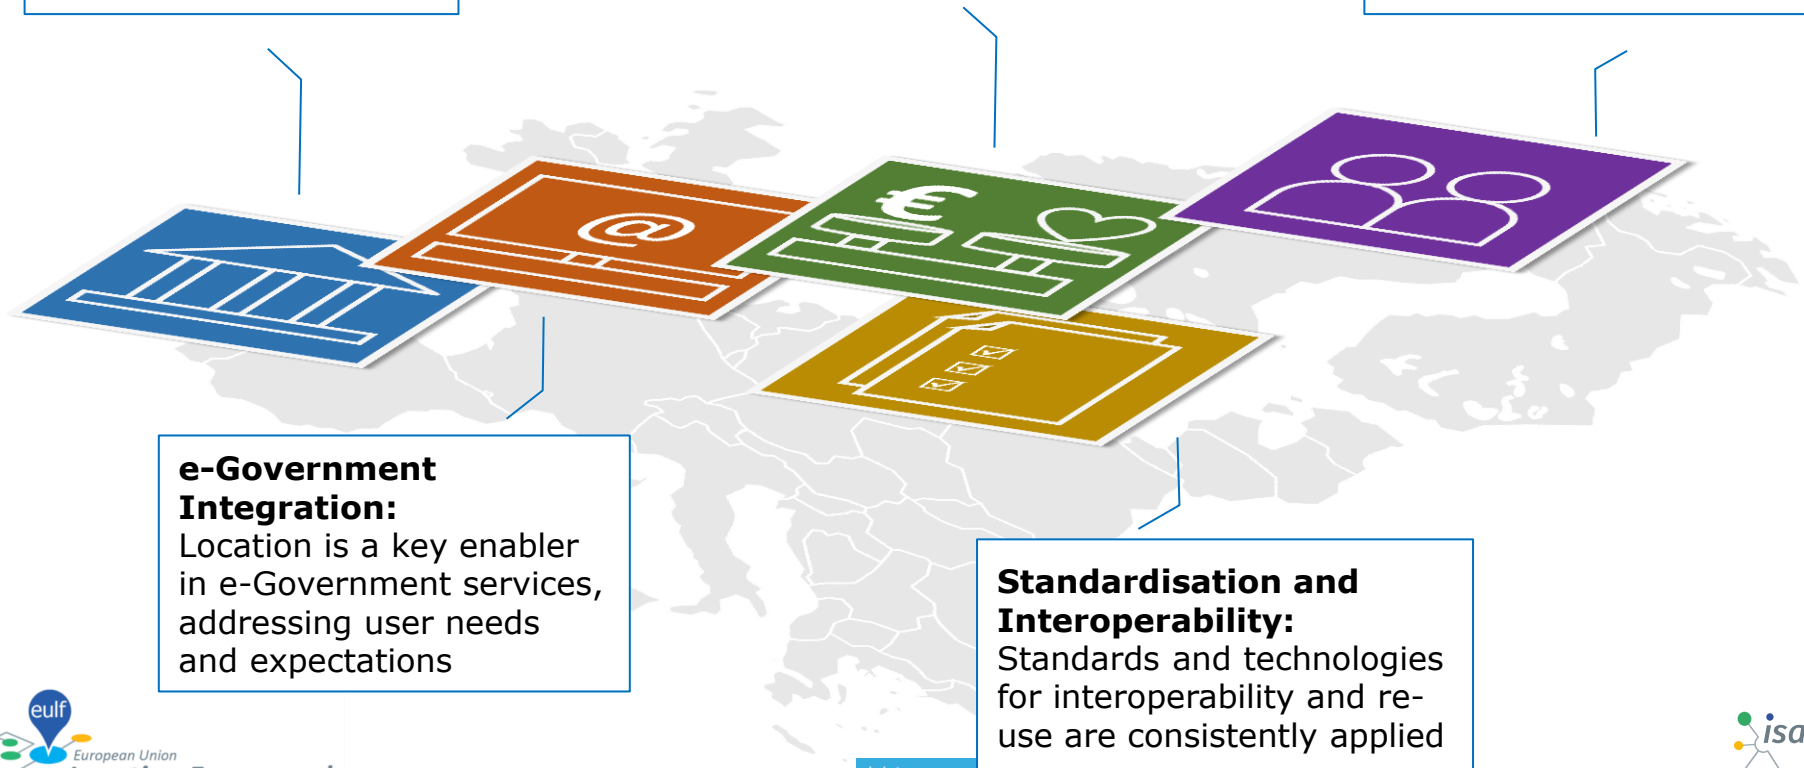 €
@
e-Government
Integration:
Location is a key enabler
in e-Government services,
addressing user needs
and expectations
Standardisation and
Interoperability:
Standards and technologies
for interoperability and re-
use are consistently applied
eulf
European Union
isa